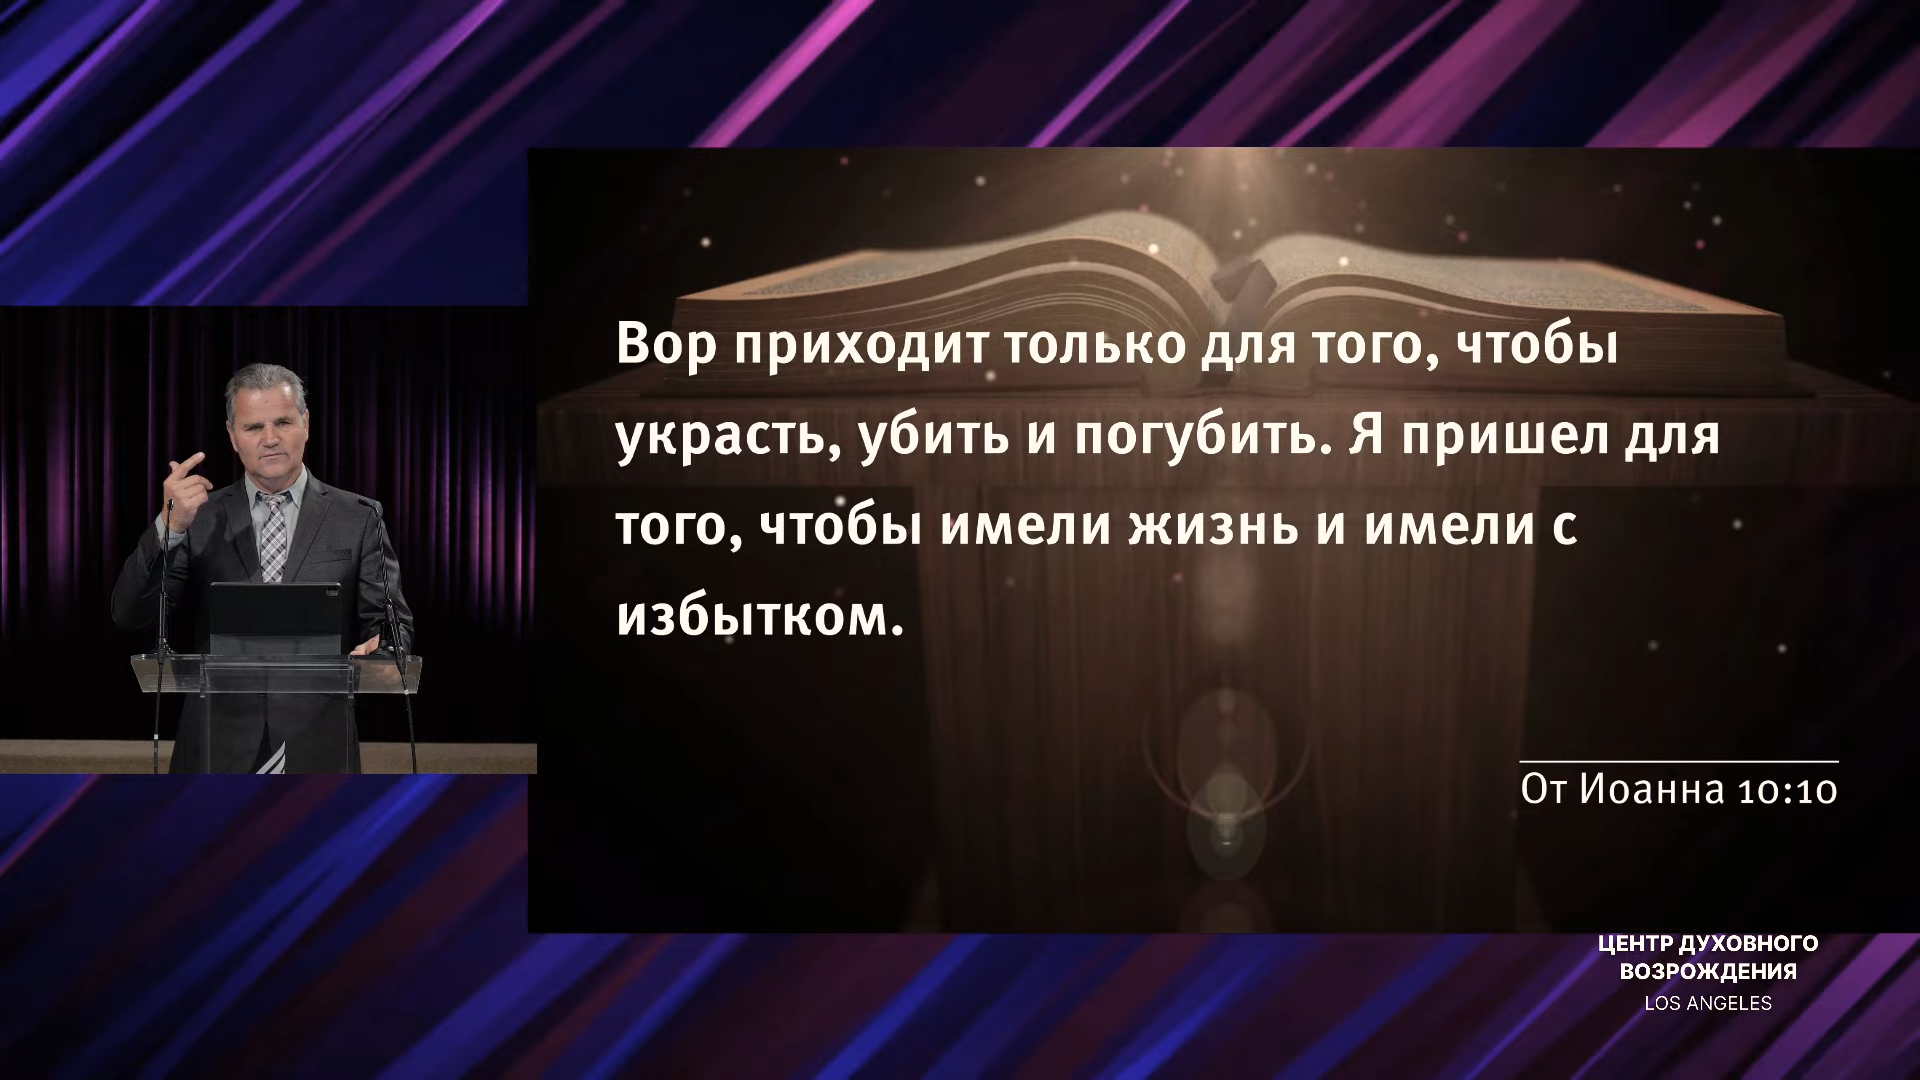 Вор приходит только для того, чтобы
украсть, убить и погубить. Я пришел для
того, чтобы имели жизнь и имели с
избытком.
От Иоанна 10:10
ЦЕНТР ДУХОВНОГО
ВОЗРОЖДЕНИЯ
LOS ANGELES